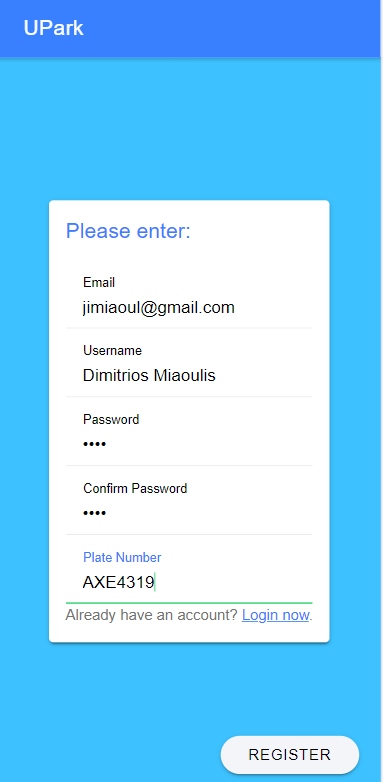 UPark
Please enter:
Email
jimiaoul@gmail.com
Username
Dimitrios Miaoulis
Password
••••
Confirm Password
••••
Plate Number
AXE4319
Already have an account? Login now.
REGISTER